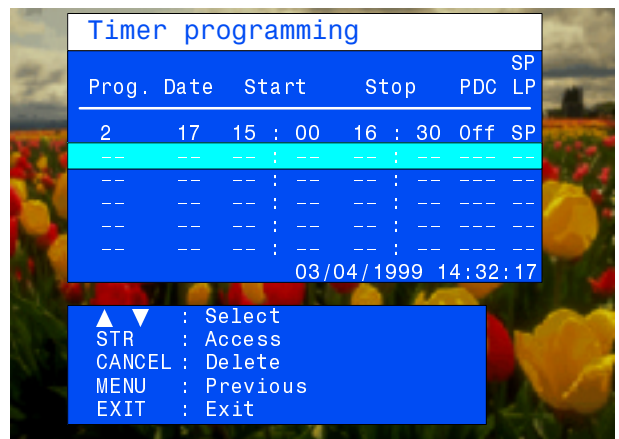 Timer programming
SP
Prog. Date Start Stop PDC LP
2 17 15 : 00 16 : 30 Off SP
-- -- -- : -- -- : -- --- --
-- -- -- : -- -- : -- --- --
-- -- -- : -- -- : -- --- --
-- -- -- : -- -- : -- --- --
-- -- -- : -- -- : -- --- --
03/04/1999 14:32:17
▲ ▼ : Select
STR : Access
CANCEL : Delete
MENU : Previous
EXIT : Exit